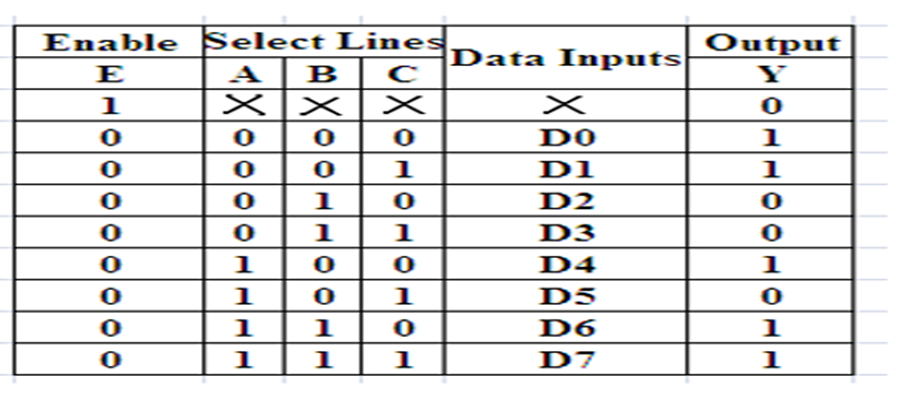 Enable Select Lines Data Inputs Output
E A B C Y
1 X X X X 0
0 0 0 0 D0 1
0 0 0 1 D1 1
0 0 1 0 D2 0
0 0 1 1 D3 0
0 1 0 0 D4 1
0 1 0 1 D5 0
0 1 1 0 D6 1
0 1 1 1 D7 1